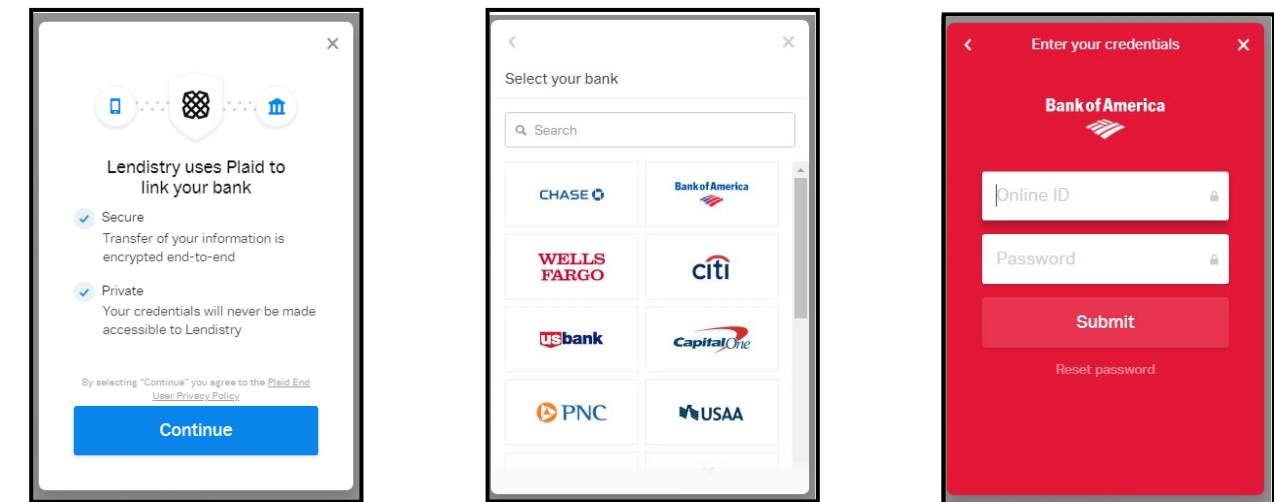 Lendistry uses Plaid to
link your bank
Secure
Transfer of your information is
encrypted end-to-end
Private
Your credentials will never be made
accessible to Lendistry
By selecting "Continue" you agree to the Plaid End
User Privacy Policy
Continue
Select your bank
Search
CHASE
Bank of America
WELLS
FARGO
citi
usbank
Capital One
PNC
USAA
Enter your credentials
Bank of America
Online ID
Password
Submit
Reset password